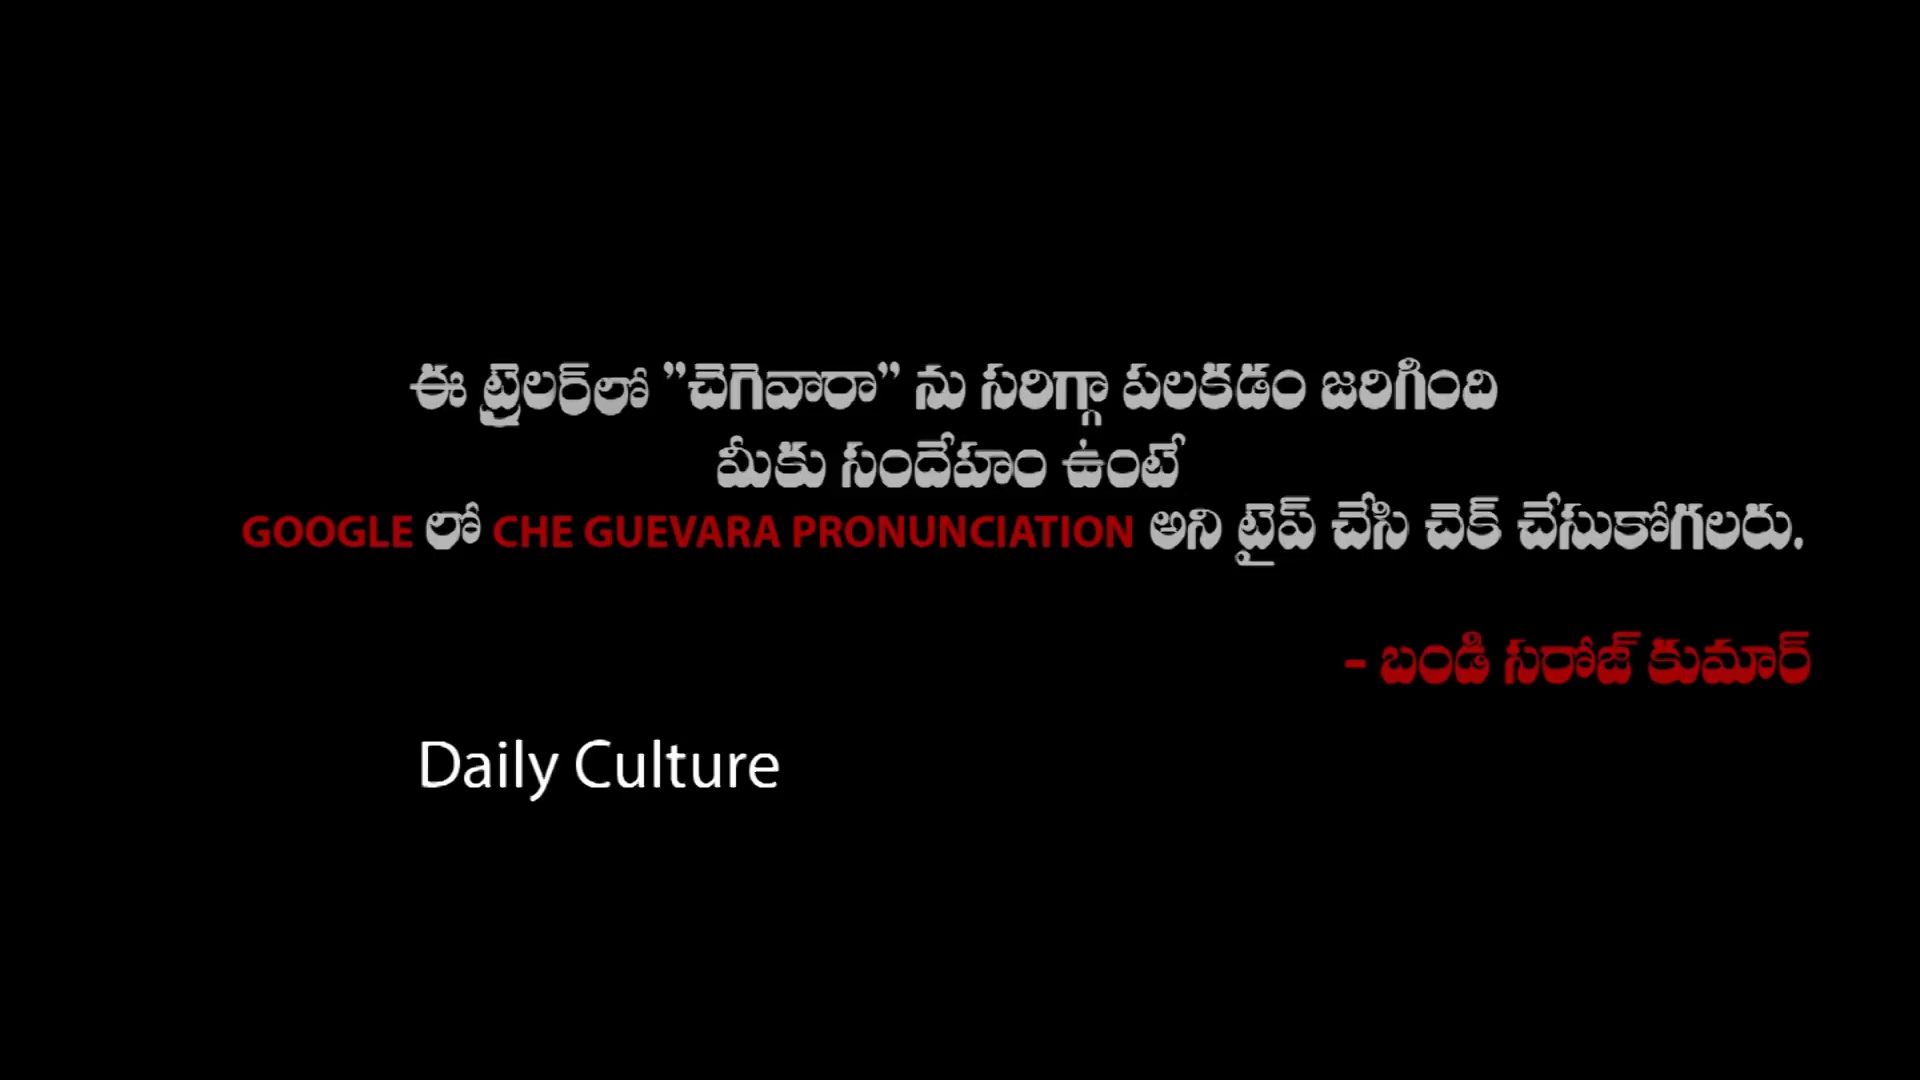 ఈ ట్రైలర్‌లో ”చెగెవారా” ను సరిగ్గా పలకడం జరిగింది
మీకు సందేహం ఉంటే
GOOGLE లో CHE GUEVARA PRONUNCIATION అని టైప్ చేసి చెక్ చేసుకోగలరు.
- బండి సరోజ్ కుమార్
Daily Culture